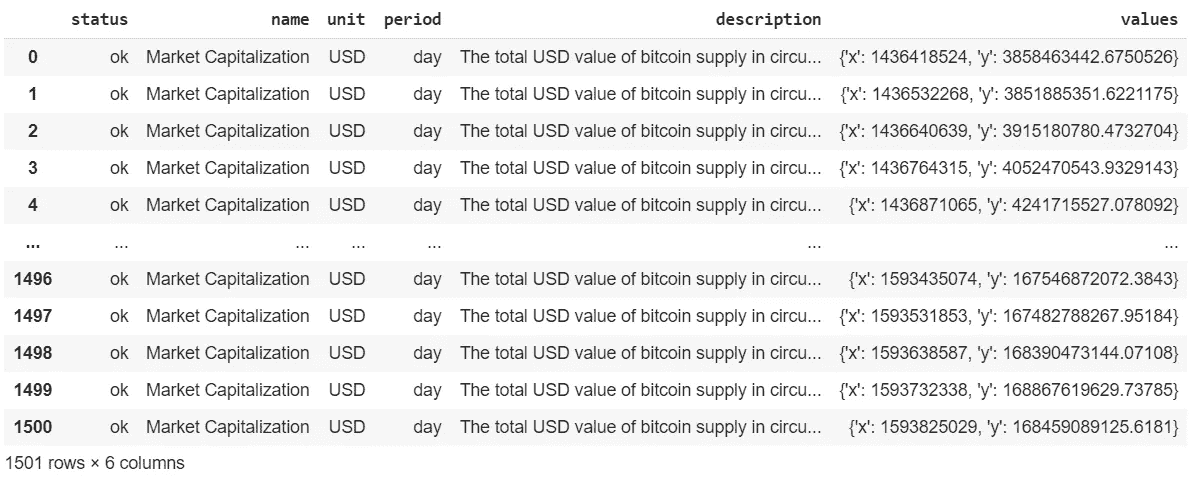 status name unit period description values
0 ok Market Capitalization USD day The total USD value of bitcoin supply in circu... {'x': 1436418524, 'y': 3858463442.6750526}
1 ok Market Capitalization USD day The total USD value of bitcoin supply in circu... {'x': 1436532268, 'y': 3851885351.6221175}
2 ok Market Capitalization USD day The total USD value of bitcoin supply in circu... {'x': 1436640639, 'y': 3915180780.4732704}
3 ok Market Capitalization USD day The total USD value of bitcoin supply in circu... {'x': 1436764315, 'y': 4052470543.9329143}
4 ok Market Capitalization USD day The total USD value of bitcoin supply in circu... {'x': 1436871065, 'y': 4241715527.078092}
... ... ... ... ... ... ...
1496 ok Market Capitalization USD day The total USD value of bitcoin supply in circu... {'x': 1593435074, 'y': 167546872072.3843}
1497 ok Market Capitalization USD day The total USD value of bitcoin supply in circu... {'x': 1593531853, 'y': 167482788267.95184}
1498 ok Market Capitalization USD day The total USD value of bitcoin supply in circu... {'x': 1593638587, 'y': 168390473144.07108}
1499 ok Market Capitalization USD day The total USD value of bitcoin supply in circu... {'x': 1593732338, 'y': 168867619629.73785}
1500 ok Market Capitalization USD day The total USD value of bitcoin supply in circu... {'x': 1593825029, 'y': 168459089125.6181}
1501 rows × 6 columns